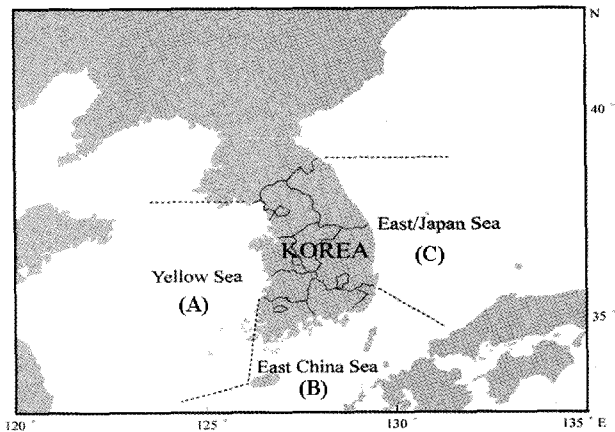 N
40 °
East/Japan Sea
KOREA
(C)
Yellow Sea
(A)
35 °
East China Sea
(B)
120 °
125 °
130 °
135 ° E